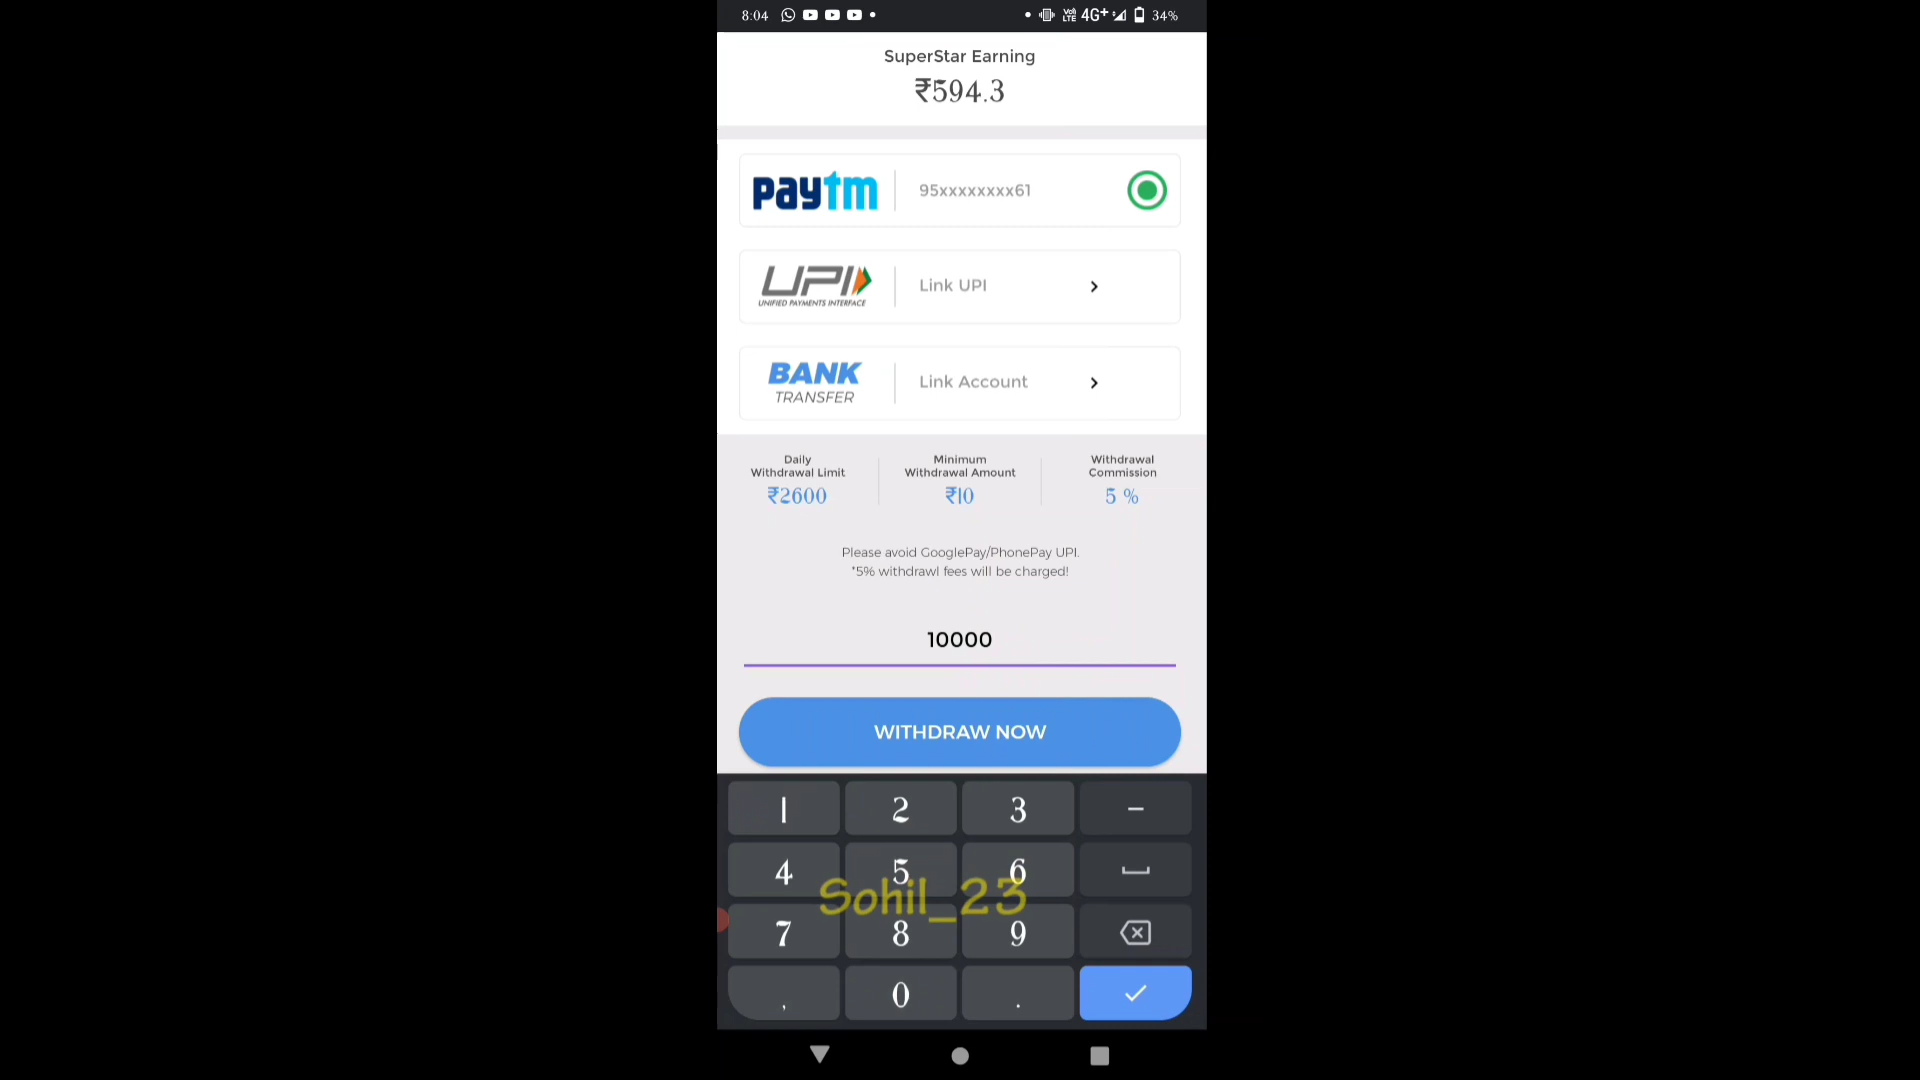 8:04 VoI LTE 4G+ 34%
SuperStar Earning
₹594.3
paytm 95xxxxxxxx61
UPI Link UPI
UNIFIED PAYMENTS INTERFACE
BANK Link Account
TRANSFER
Daily Minimum Withdrawal
Withdrawal Limit Withdrawal Amount Commission
₹2600 ₹10 5 %
Please avoid GooglePay/PhonePay UPI.
*5% withdrawl fees will be charged!
10000
WITHDRAW NOW
1 2 3 –
4 5 6
Sohil_23
7 8 9
, 0 .